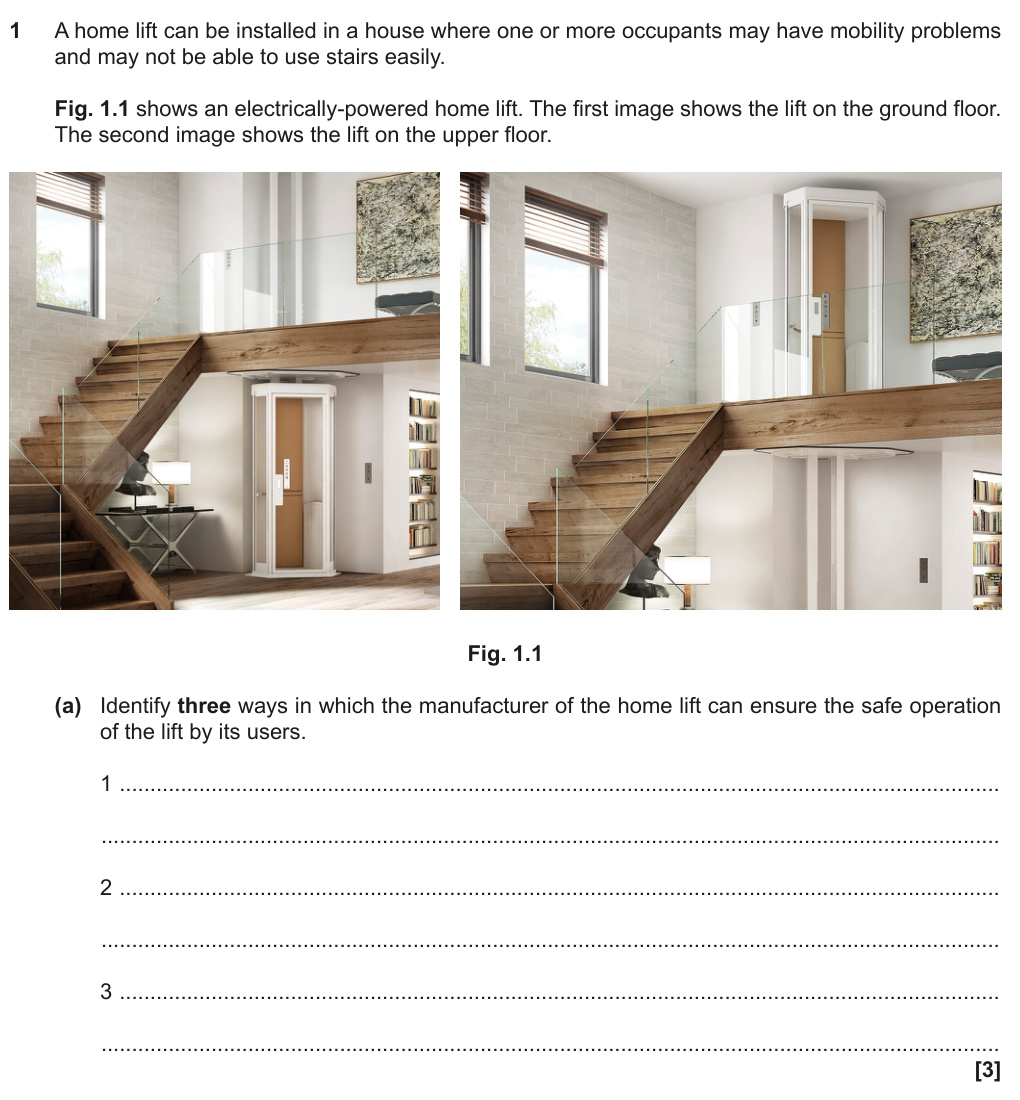 1 A home lift can be installed in a house where one or more occupants may have mobility problems
and may not be able to use stairs easily.
Fig. 1.1 shows an electrically-powered home lift. The first image shows the lift on the ground floor.
The second image shows the lift on the upper floor.
Fig. 1.1
(a) Identify three ways in which the manufacturer of the home lift can ensure the safe operation
of the lift by its users.
1 ..........................................................................................................................................
..........................................................................................................................................
2 ..........................................................................................................................................
..........................................................................................................................................
3 ..........................................................................................................................................
..........................................................................................................................................
[3]